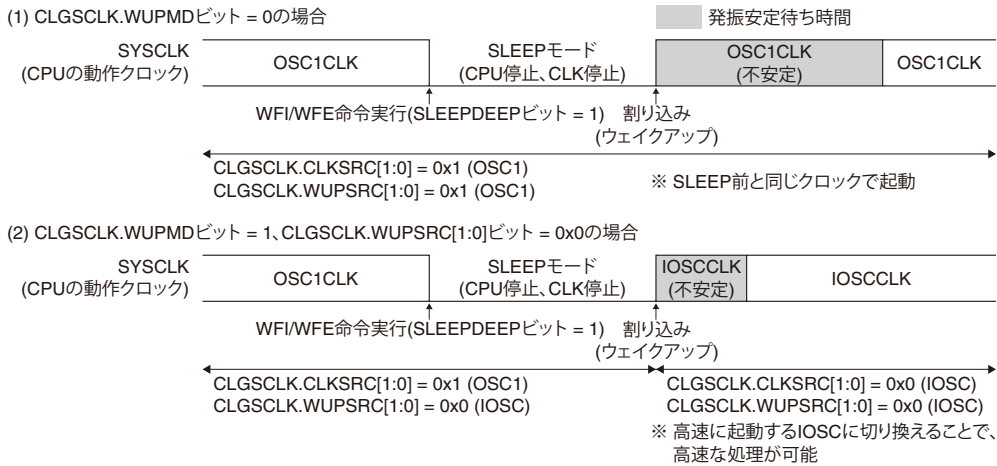 (1) CLGSCLK.WUPMDビット = 0の場合
発振安定待ち時間
SYSCLK
(CPUの動作クロック)
OSC1CLK
SLEEPモード
(CPU停止、CLK停止)
OSC1CLK
(不安定)
OSC1CLK
WFI/WFE命令実行(SLEEPDEEPビット = 1)
割り込み
(ウェイクアップ)
CLGSCLK.CLKSRC[1:0] = 0x1 (OSC1)
CLGSCLK.WUPSRC[1:0] = 0x1 (OSC1)
※ SLEEP前と同じクロックで起動
(2) CLGSCLK.WUPMDビット = 1、CLGSCLK.WUPSRC[1:0]ビット = 0x0の場合
SYSCLK
(CPUの動作クロック)
OSC1CLK
SLEEPモード
(CPU停止、CLK停止)
IOSCCLK
(不安定)
IOSCCLK
WFI/WFE命令実行(SLEEPDEEPビット = 1)
割り込み
(ウェイクアップ)
CLGSCLK.CLKSRC[1:0] = 0x1 (OSC1)
CLGSCLK.WUPSRC[1:0] = 0x0 (IOSC)
CLGSCLK.CLKSRC[1:0] = 0x0 (IOSC)
CLGSCLK.WUPSRC[1:0] = 0x0 (IOSC)
※ 高速に起動するIOSCに切り換えることで、
高速な処理が可能